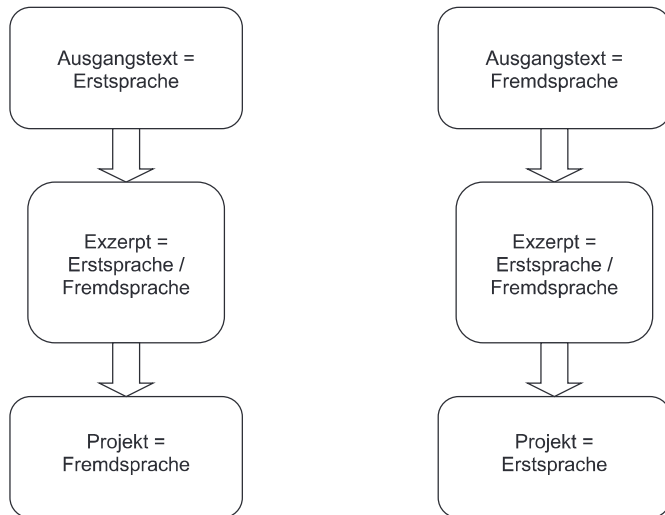 Ausgangstext =
Erstsprache
Exzerpt =
Erstsprache /
Fremdsprache
Projekt =
Fremdsprache
Ausgangstext =
Fremdsprache
Exzerpt =
Erstsprache /
Fremdsprache
Projekt =
Erstsprache